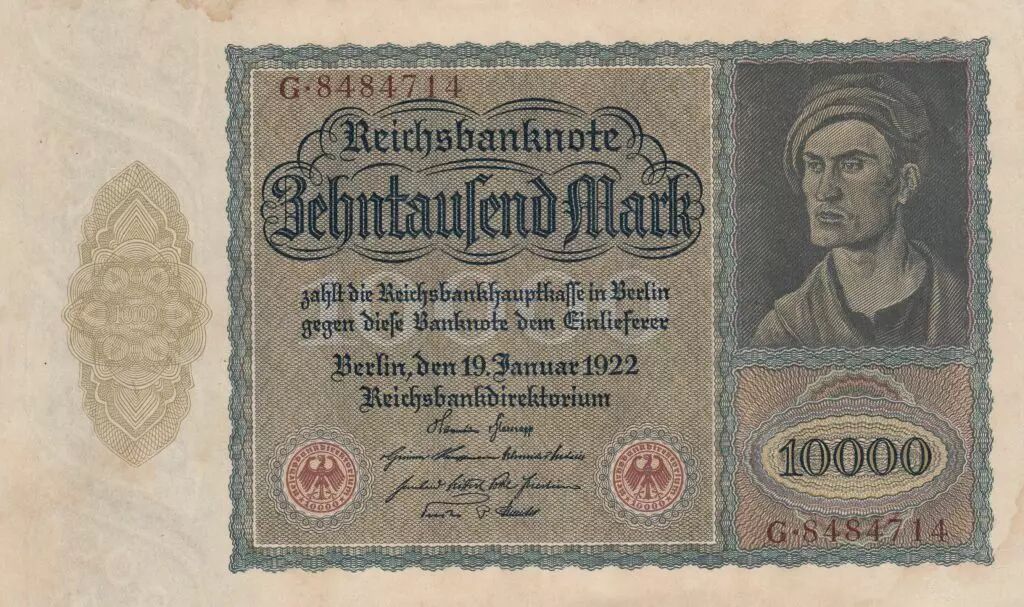 G·8484714
Reichsbanknote
Zehntauſend Mark
10000
zahlt die Reichsbankhauptkaſſe in Berlin
gegen dieſe Banknote dem Einlieferer
Berlin, den 19. Januar 1922
Reichsbankdirektorium
10000
G·8484714